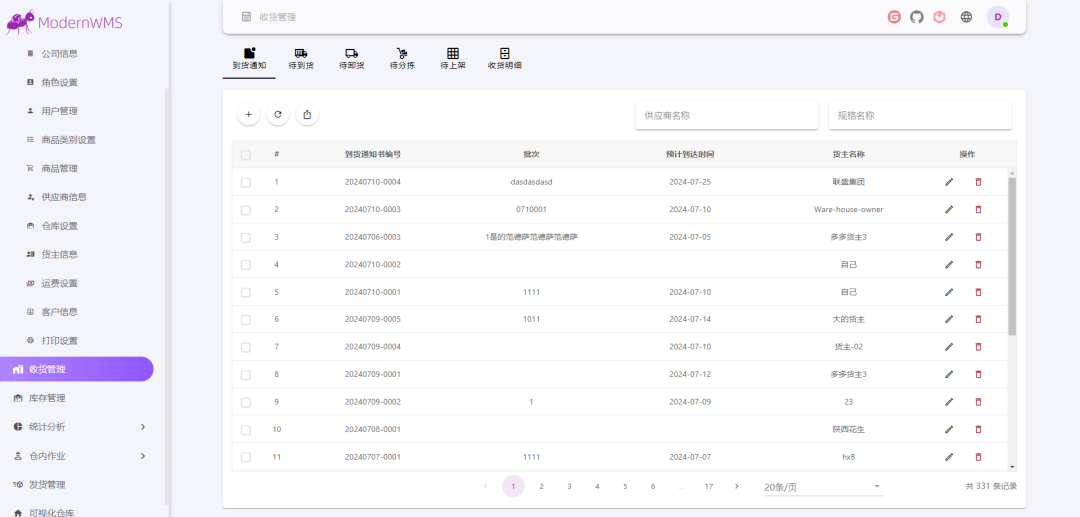 ModernWMS
公司信息
角色设置
用户管理
商品类别设置
商品管理
供应商信息
仓库设置
货主信息
运费设置
客户信息
打印设置
收货管理
库存管理
统计分析
仓内作业
发货管理
可视化仓库
收货管理
D
到货通知 待到货 待卸货 待分拣 待上架 收货明细
供应商名称 规格名称
# 到货通知书编号 批次 预计到达时间 货主名称 操作
1 20240710-0004 dasdasdasd 2024-07-25 联盛集团
2 20240710-0003 0710001 2024-07-10 Ware-house-owner
3 20240706-0003 1是的范德萨范德萨范德萨 2024-07-05 多多货主3
4 20240710-0002 自己
5 20240710-0001 1111 2024-07-10 自己
6 20240709-0005 1011 2024-07-14 大的货主
7 20240709-0004 2024-07-10 货主-02
8 20240709-0001 2024-07-12 多多货主3
9 20240709-0002 1 2024-07-09 23
10 20240708-0001 陕西花生
11 20240707-0001 1111 2024-07-07 hxB
1 2 3 4 5 6 ... 17 20条/页 共 331 条记录